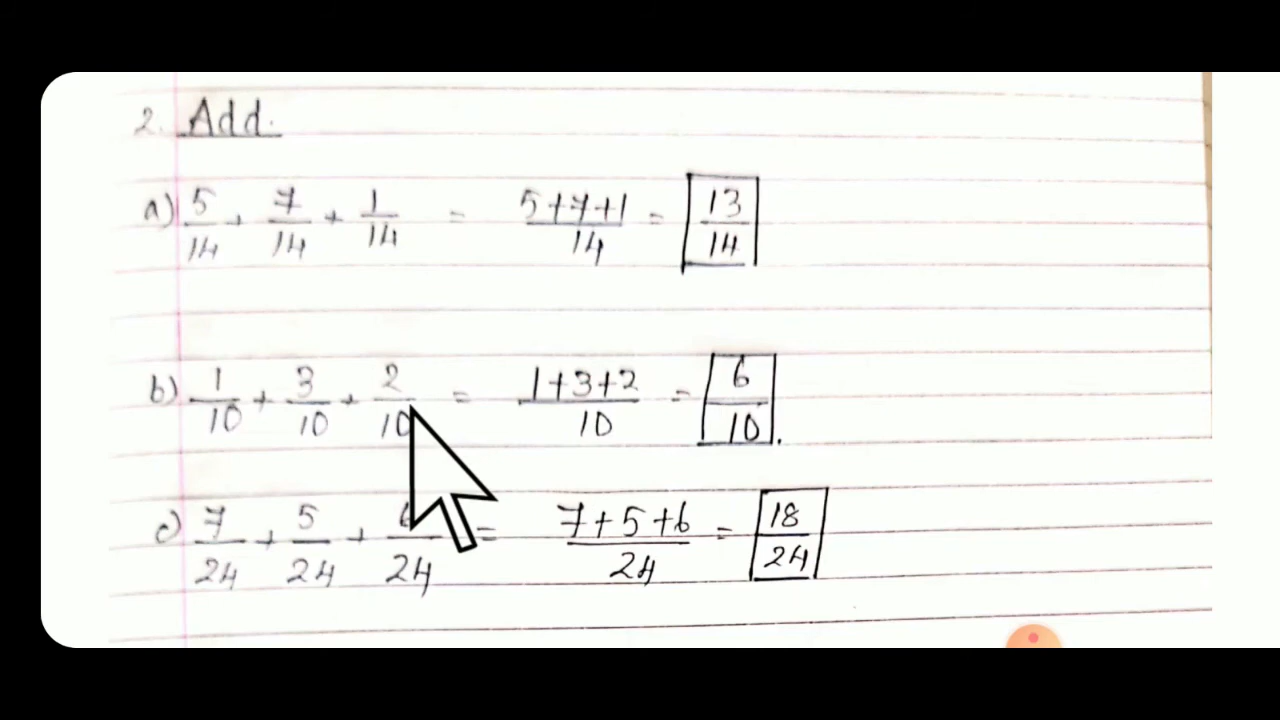 2. Add.
a) 5/14 + 7/14 + 1/14 = 5+7+1/14 = 13/14
b) 1/10 + 3/10 + 2/10 = 1+3+2/10 = 6/10.
c) 7/24 + 5/24 + /24 = 7+5+6/24 = 18/24